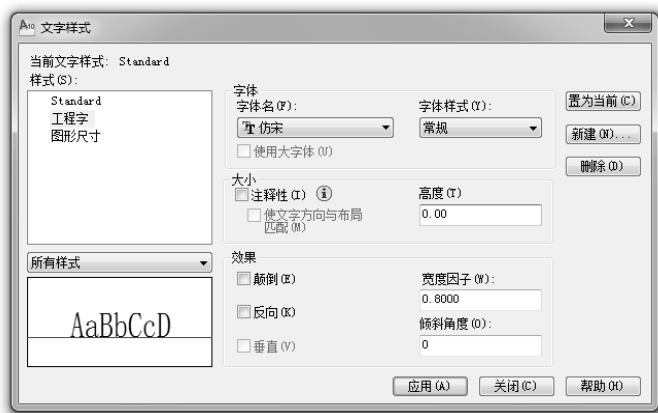 A10 文字样式
当前文字样式: Standard
样式(S):
Standard
工程字
图形尺寸
所有样式
AaBbCcD
字体
字体名(F):
仿宋
使用大字体(U)
字体样式(Y):
常规
大小
注释性(I)
使文字方向与布局
匹配(M)
高度(T)
0.00
效果
颠倒(E)
反向(K)
垂直(V)
宽度因子(W):
0.8000
倾斜角度(O):
0
置为当前(C)
新建(N)...
删除(D)
应用(A)
关闭(C)
帮助(H)